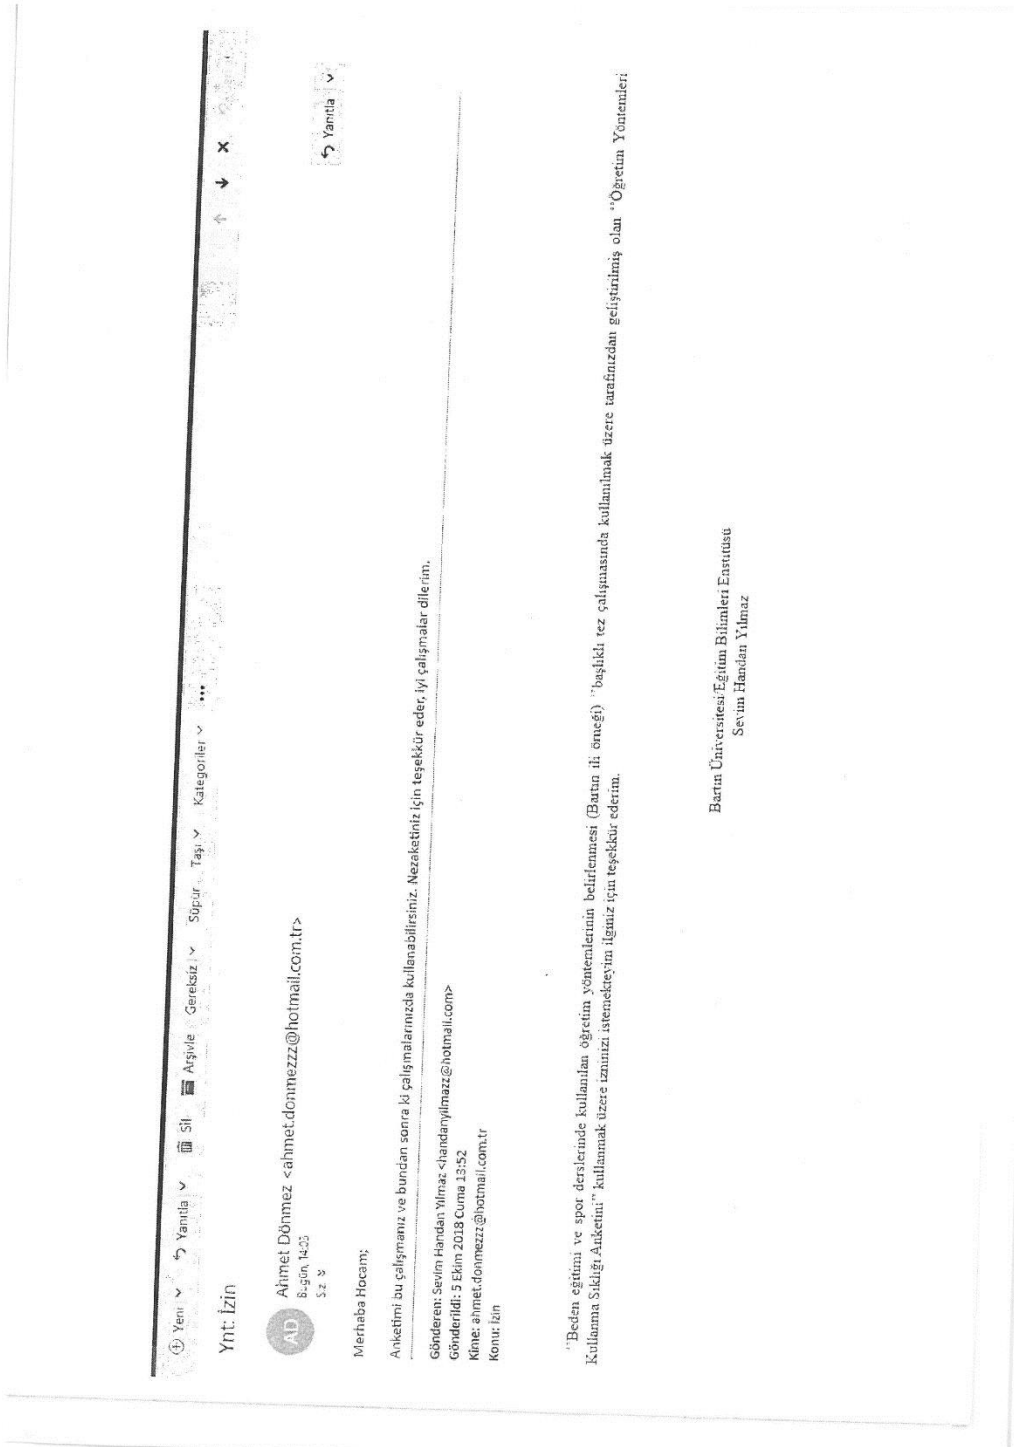 Yeni Yanıtla Sil Arşivle Gereksiz Süpür Taşı Kategoriler ...
Ynt: İzin
AD
Ahmet Dönmez <ahmet.donmezzz@hotmail.com.tr>
Bugün,
Siz
Yanıtla
Merhaba Hocam;
Anketimi bu çalışmanız ve bundan sonra ki çalışmalarınızda kullanabilirsiniz. Nezaketiniz için teşekkür eder, iyi çalışmalar dilerim.
Gönderen: Sevim Handan Yılmaz <handanyilmazz@hotmail.com>
Gönderildi: 5 Ekim 2018 Cuma 13:52
Kime: ahmet.donmezzz@hotmail.com.tr
Konu: İzin
"Beden eğitimi ve spor derslerinde kullanılan öğretim yöntemlerinin belirlenmesi (Bartın ili örneği) "başlıklı tez çalışmasında kullanılmak üzere tarafınızdan geliştirilmiş olan "Öğretim Yöntemleri
Kullanma Sıklığı Anketini" kullanmak üzere izninizi istemekteyim ilginiz için teşekkür ederim.
Bartın Üniversitesi/Eğitim Bilimleri Enstitüsü
Sevim Handan Yılmaz